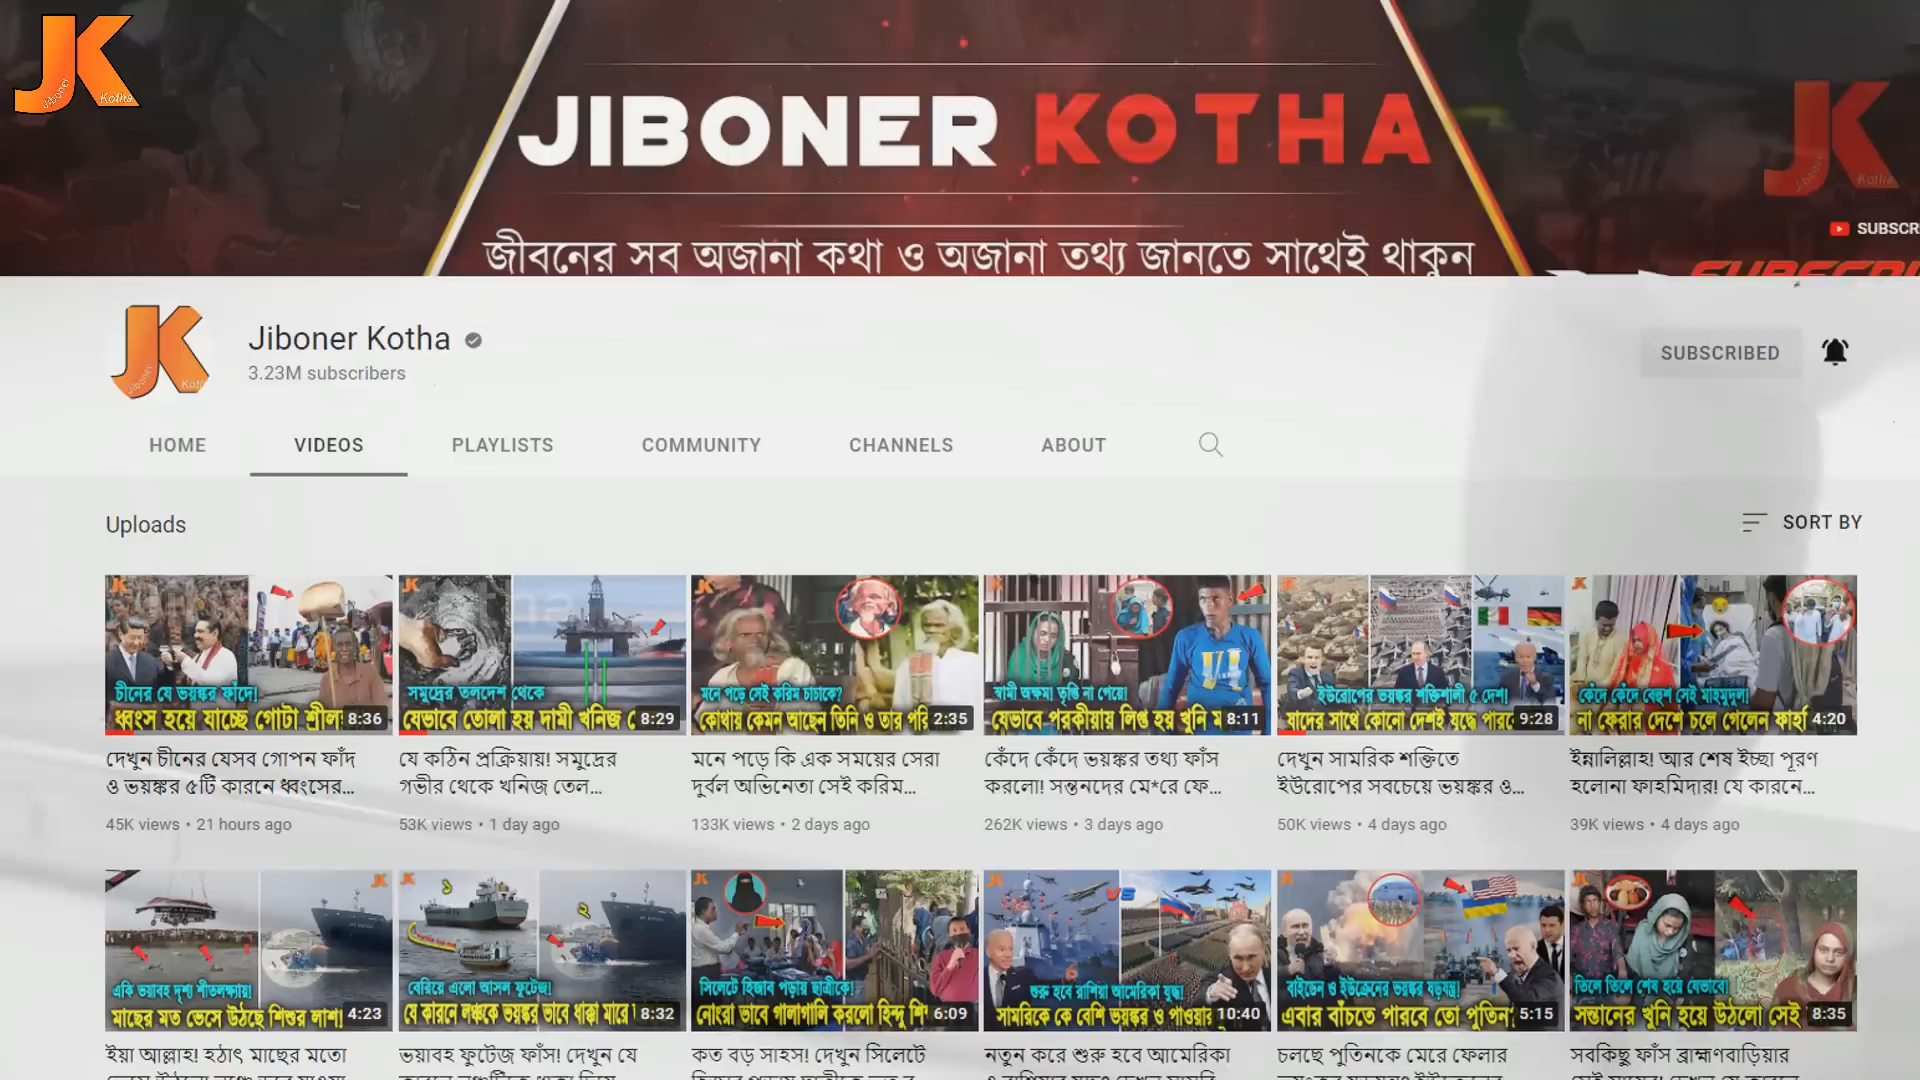 JK
Jiboner
Kotha
JIBONER KOTHA
জীবনের সব অজানা কথা ও অজানা তথ্য জানতে সাথেই থাকুন
SUBSCR
Jiboner Kotha
3.23M subscribers
SUBSCRIBED
HOME VIDEOS PLAYLISTS COMMUNITY CHANNELS ABOUT
Uploads
SORT BY
চীনের যে ভয়ঙ্কর ফাঁদে!
ধ্বংস হয়ে যাচ্ছে গোটা শ্রীল
8:36
সমুদ্রের তলদেশ থেকে
যেভাবে তোলা হয় দামী খনিজ
8:29
মনে পড়ে সেই করিম চাচাকে?
কোথায় কেমন আছেন তিনি ও তার পরি
2:35
স্বামী অক্ষম! তৃপ্তি না পেয়ে!
যেভাবে পরকীয়ায় লিপ্ত হয় খুনি ম
8:11
ইউরোপের ভয়ঙ্কর শক্তিশালী ৫ দেশ!
যাদের সাথে কোনো দেশই যুদ্ধে পার
9:28
কেঁদে কেঁদে বেহুশ সেই মাহমুদুল!
না ফেরার দেশে চলে গেলেন ফাহি
4:20
দেখুন চীনের যেসব গোপন ফাঁদ
ও ভয়ঙ্কর ৫টি কারনে ধ্বংসের...
45K views • 21 hours ago
যে কঠিন প্রক্রিয়ায়! সমুদ্রের
গভীর থেকে খনিজ তেল...
53K views • 1 day ago
মনে পড়ে কি এক সময়ের সেরা
দুর্বল অভিনেতা সেই করিম...
133K views • 2 days ago
কেঁদে কেঁদে ভয়ঙ্কর তথ্য ফাঁস
করলো! সন্তনদের মে*রে ফে...
262K views • 3 days ago
দেখুন সামরিক শক্তিতে
ইউরোপের সবচেয়ে ভয়ঙ্কর ও...
50K views • 4 days ago
ইন্নালিল্লাহ! আর শেষ ইচ্ছা পূরণ
হলোনা ফাহমিদার! যে কারনে...
39K views • 4 days ago
একি ভয়াবহ দৃশ্য শীতলক্ষ্যায়!
মাছের মত ভেসে উঠছে শিশুর লাশ!
4:23
১
২
বেরিয়ে এলো আসল ফুটেজ!
যে কারনে লঞ্চকে ভয়ঙ্কর ভাবে ধাক্কা মারে
8:32
সিলেটে হিজাব পড়ায় ছাত্রীকে!
নোংরা ভাবে গালাগালি করলো হিন্দু শি
6:09
VS
শুরু হবে রাশিয়া আমেরিকা যুদ্ধ!
সামরিকে কে বেশি ভয়ঙ্কর ও পাওয়ার
10:40
বাইডেন ও ইউক্রেনের ভয়ঙ্কর ষড়যন্ত্র!
এবার বাঁচতে পারবে তো পুতিন
5:15
তিলে তিলে শেষ হয়ে যেভাবে!
সন্তানের খুনি হয়ে উঠলো সেই
8:35
ইয়া আল্লাহ! হঠাৎ মাছের মতো
ভয়াবহ ফুটেজ ফাঁস! দেখুন যে
কত বড় সাহস! দেখুন সিলেটে
নতুন করে শুরু হবে আমেরিকা
চলছে পুতিনকে মেরে ফেলার
সবকিছু ফাঁস ব্রাহ্মণবাড়িয়ার